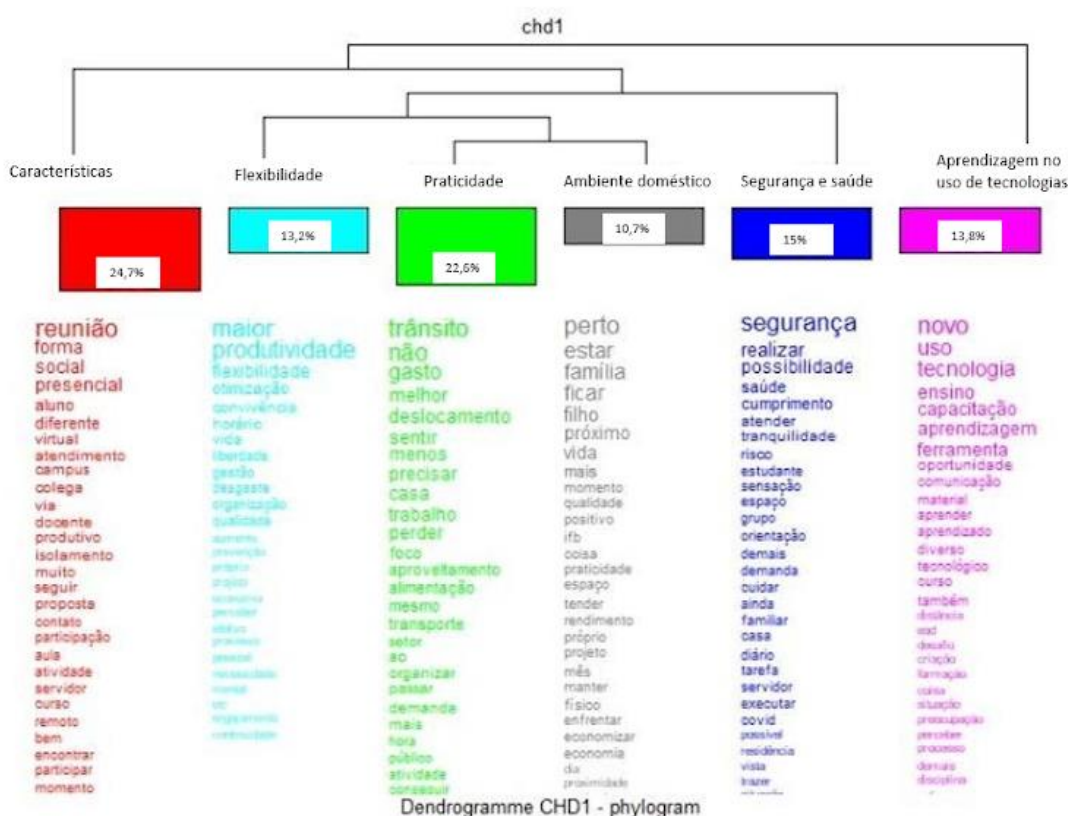 chd1
Características
Flexibilidade
Praticidade
Ambiente doméstico
Segurança e saúde
Aprendizagem no
uso de tecnologias
24,7%
13,2%
22,6%
10,7%
15%
13,8%
reunião
forma
social
presencial
aluno
diferente
virtual
atendimento
campus
colega
via
docente
produtivo
isolamento
muito
seguir
proposta
contato
participação
aula
atividade
servidor
curso
remoto
bem
encontrar
participar
momento
maior
produtividade
flexibilidade
otimização
convivência
horário
vida
liberdade
gestão
desgaste
organização
qualidade
aumento
trânsito
não
gasto
melhor
deslocamento
sentir
menos
precisar
casa
trabalho
perder
foco
aproveitamento
alimentação
mesmo
transporte
setor
ao
organizar
passar
demanda
mais
hora
público
atividade
conseguir
perto
estar
família
ficar
filho
próximo
vida
mais
momento
qualidade
positivo
ifb
coisa
praticidade
espaço
tender
rendimento
próprio
projeto
mês
manter
físico
enfrentar
economizar
economia
dia
proximidade
segurança
realizar
possibilidade
saúde
cumprimento
atender
tranquilidade
risco
estudante
sensação
espaço
grupo
orientação
demais
demanda
cuidar
ainda
familiar
casa
diário
tarefa
servidor
executar
covid
possível
residência
vista
trazer
novo
uso
tecnologia
ensino
capacitação
aprendizagem
ferramenta
oportunidade
comunicação
material
aprender
aprendizado
diverso
tecnológico
curso
também
distância
ead
desafio
criação
formação
coisa
situação
preocupação
perceber
processo
demais
disciplina
Dendrogramme CHD1 - phylogram